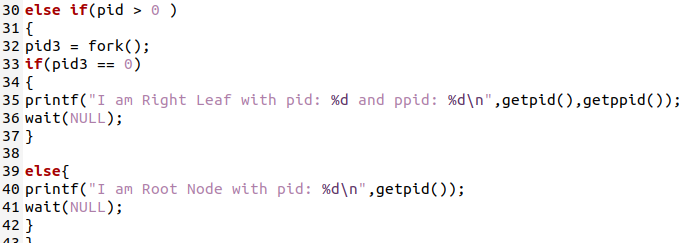 30 else if(pid > 0 )
31 {
32 pid3 = fork();
33 if(pid3 == 0)
34 {
35 printf("I am Right Leaf with pid: %d and ppid: %d\n",getpid(),getppid());
36 wait(NULL);
37 }
38
39 else{
40 printf("I am Root Node with pid: %d\n",getpid());
41 wait(NULL);
42 }
43 }